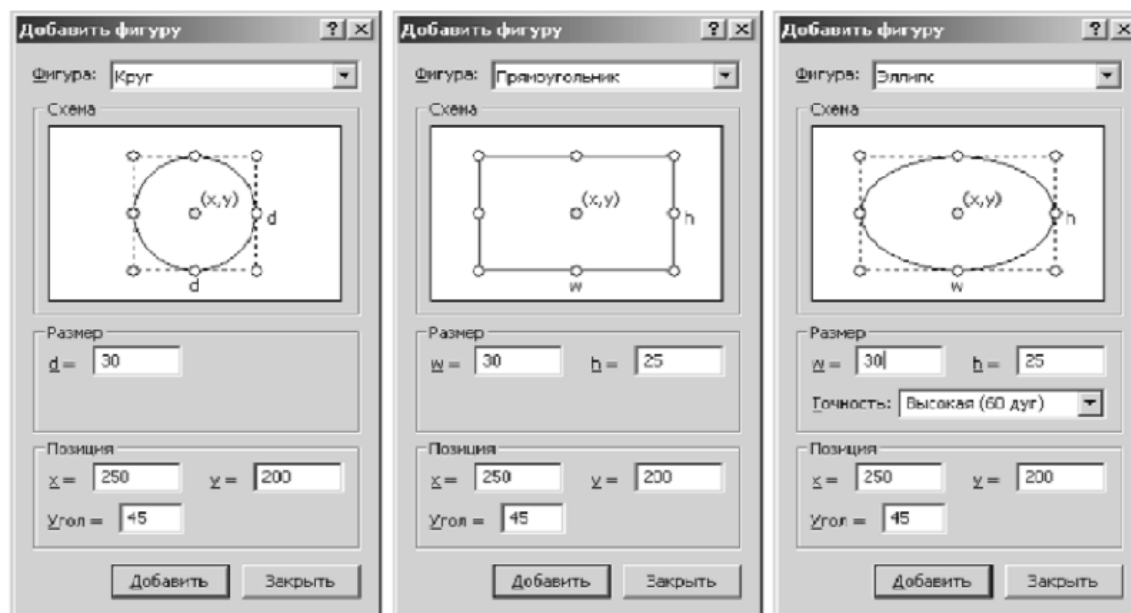 Добавить фигуру
Фигура: Круг
Схема
(x,y)
d
d
Размер
d = 30
Позиция
x = 250 y = 200
Угол = 45
Добавить Закрыть
Добавить фигуру
Фигура: Прямоугольник
Схема
(x,y)
h
w
Размер
w = 30 h = 25
Позиция
x = 250 y = 200
Угол = 45
Добавить Закрыть
Добавить фигуру
Фигура: Эллипс
Схема
(x,y)
h
w
Размер
w = 30 h = 25
Точность: Высокая (60 дуг)
Позиция
x = 250 y = 200
Угол = 45
Добавить Закрыть